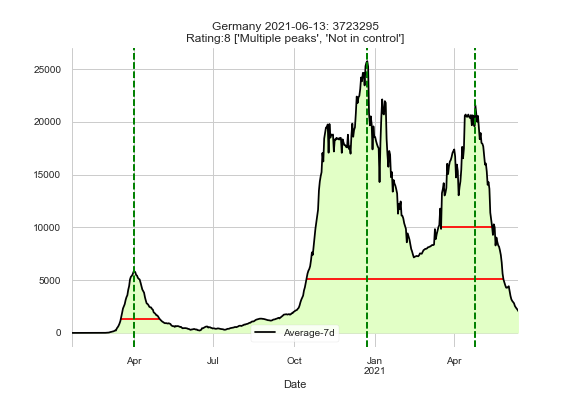 Germany 2021-06-13: 3723295
Rating:8 ['Multiple peaks', 'Not in control']
25000
20000
15000
10000
5000
0
Average-7d
Apr
Jul
Oct
Jan
2021
Apr
Date